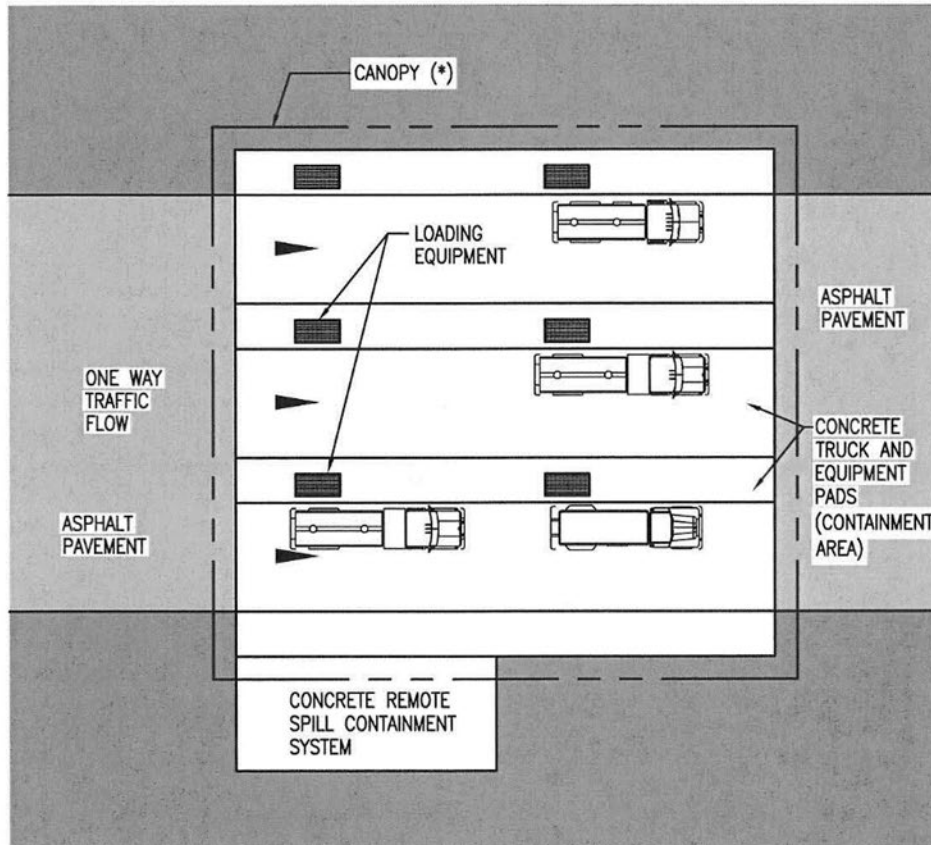 CANOPY (*)
LOADING
EQUIPMENT
ASPHALT
PAVEMENT
ONE WAY
TRAFFIC
FLOW
CONCRETE
TRUCK AND
EQUIPMENT
PADS
(CONTAINMENT
AREA)
ASPHALT
PAVEMENT
CONCRETE REMOTE
SPILL CONTAINMENT
SYSTEM